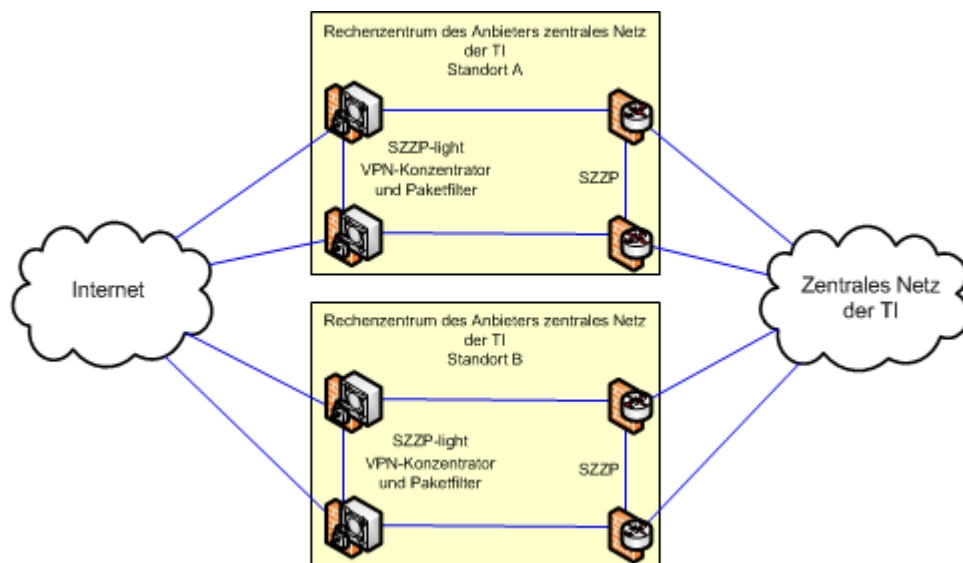 Rechenzentrum des Anbieters zentrales Netz
der TI
Standort A
SZZP-light
VPN-Konzentrator
und Paketfilter
SZZP
Internet
Zentrales Netz
der TI
Rechenzentrum des Anbieters zentrales Netz
der TI
Standort B
SZZP-light
VPN-Konzentrator
und Paketfilter
SZZP